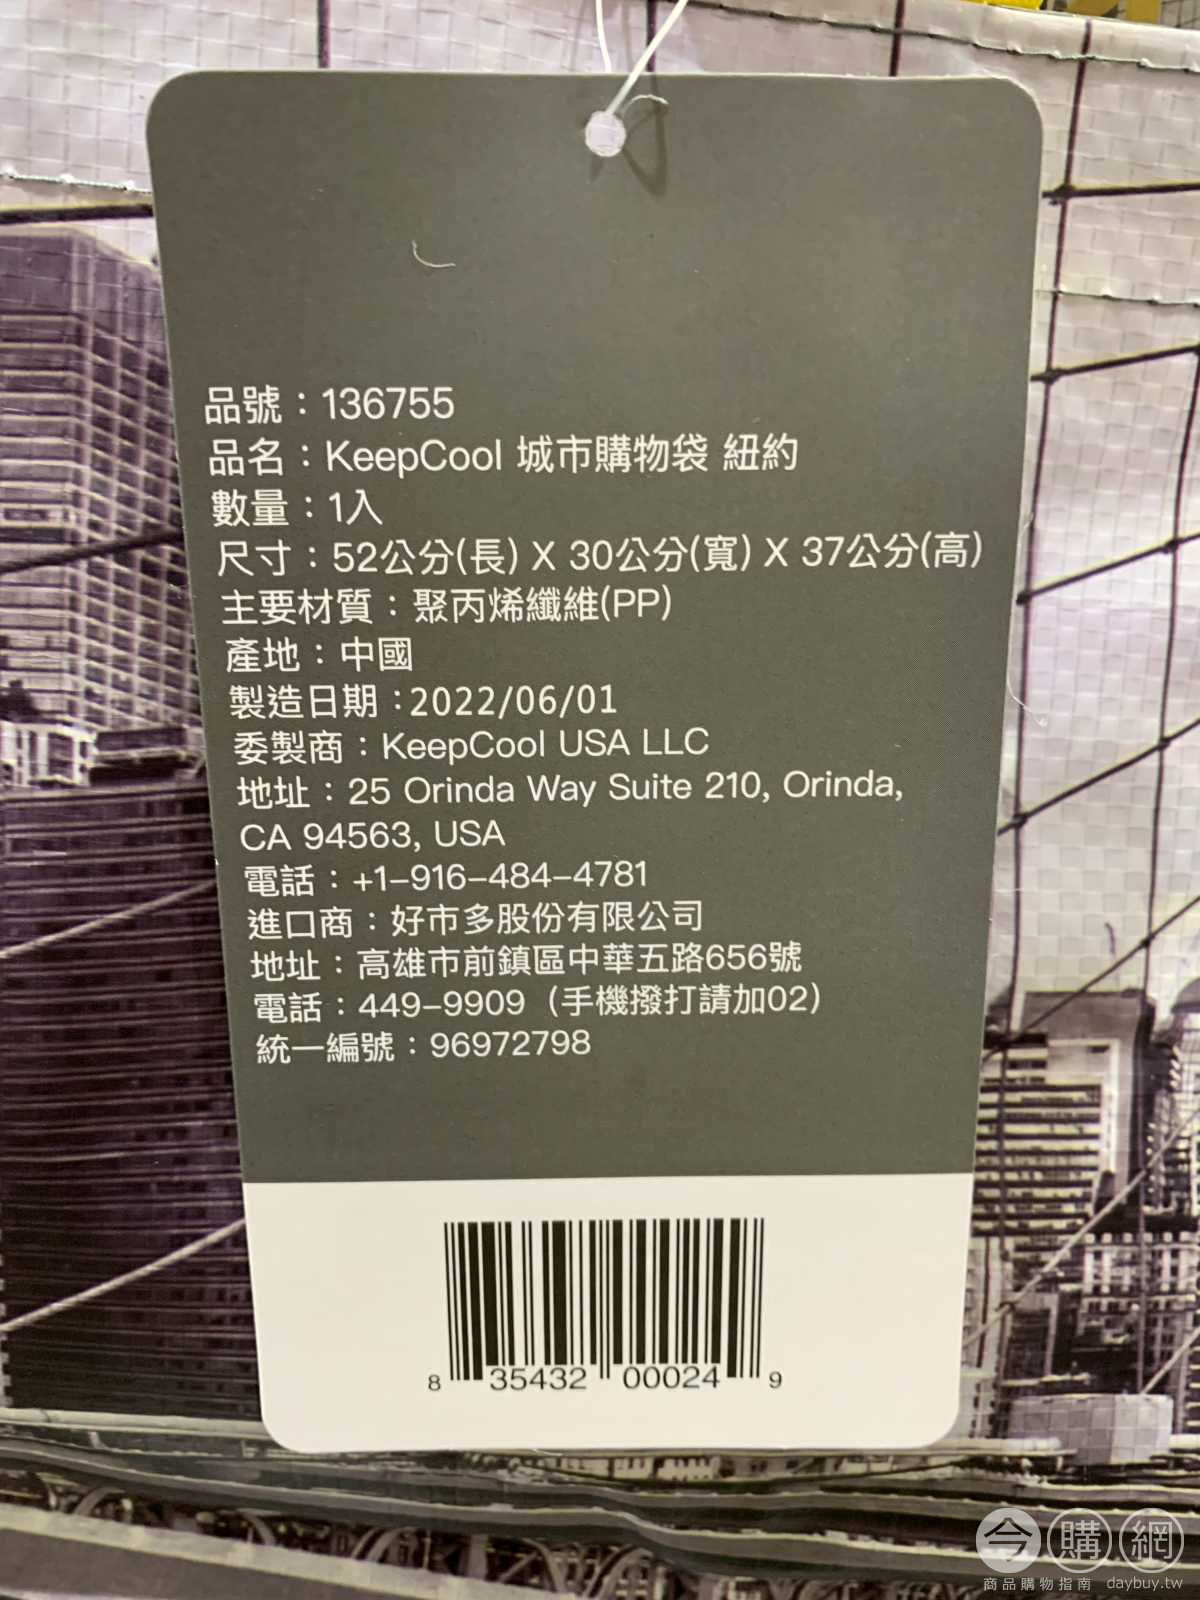 品號：136755
品名：KeepCool 城市購物袋 紐約
數量：1入
尺寸：52公分(長) X 30公分(寬) X 37公分(高)
主要材質：聚丙烯纖維(PP)
產地：中國
製造日期：2022/06/01
委製商：KeepCool USA LLC
地址：25 Orinda Way Suite 210, Orinda,
CA 94563, USA
電話：+1-916-484-4781
進口商：好市多股份有限公司
地址：高雄市前鎮區中華五路656號
電話：449-9909（手機撥打請加02）
統一編號：96972798
8 35432 00024 9
今購網
商品購物指南 daybuy.tw